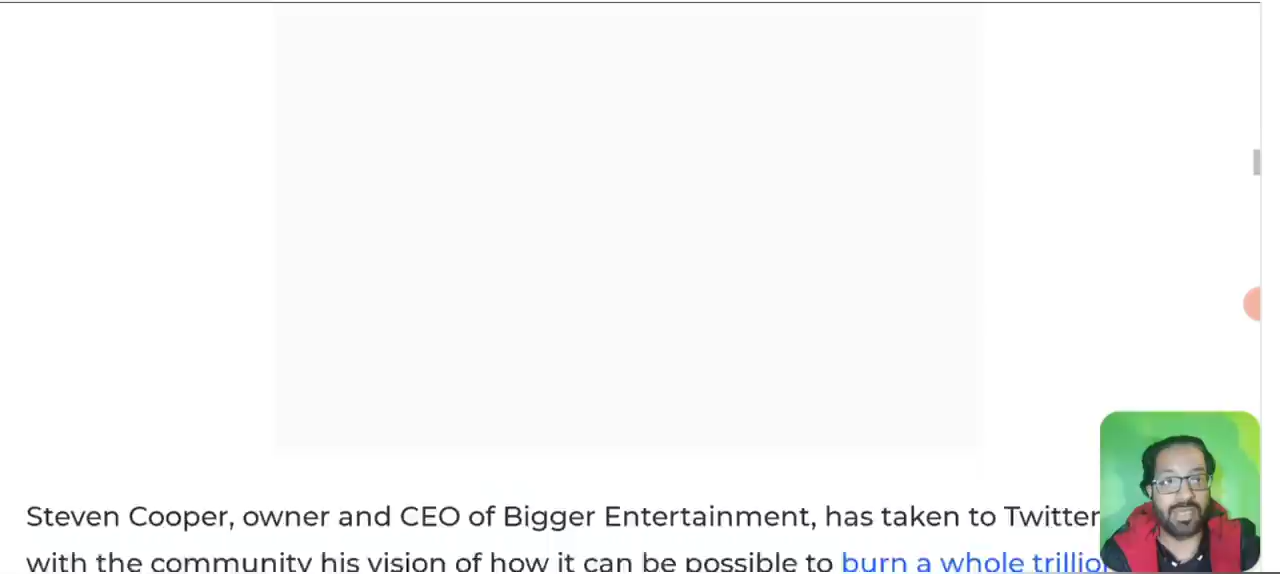 Steven Cooper, owner and CEO of Bigger Entertainment, has taken to Twitter
with the community his vision of how it can be possible to burn a whole